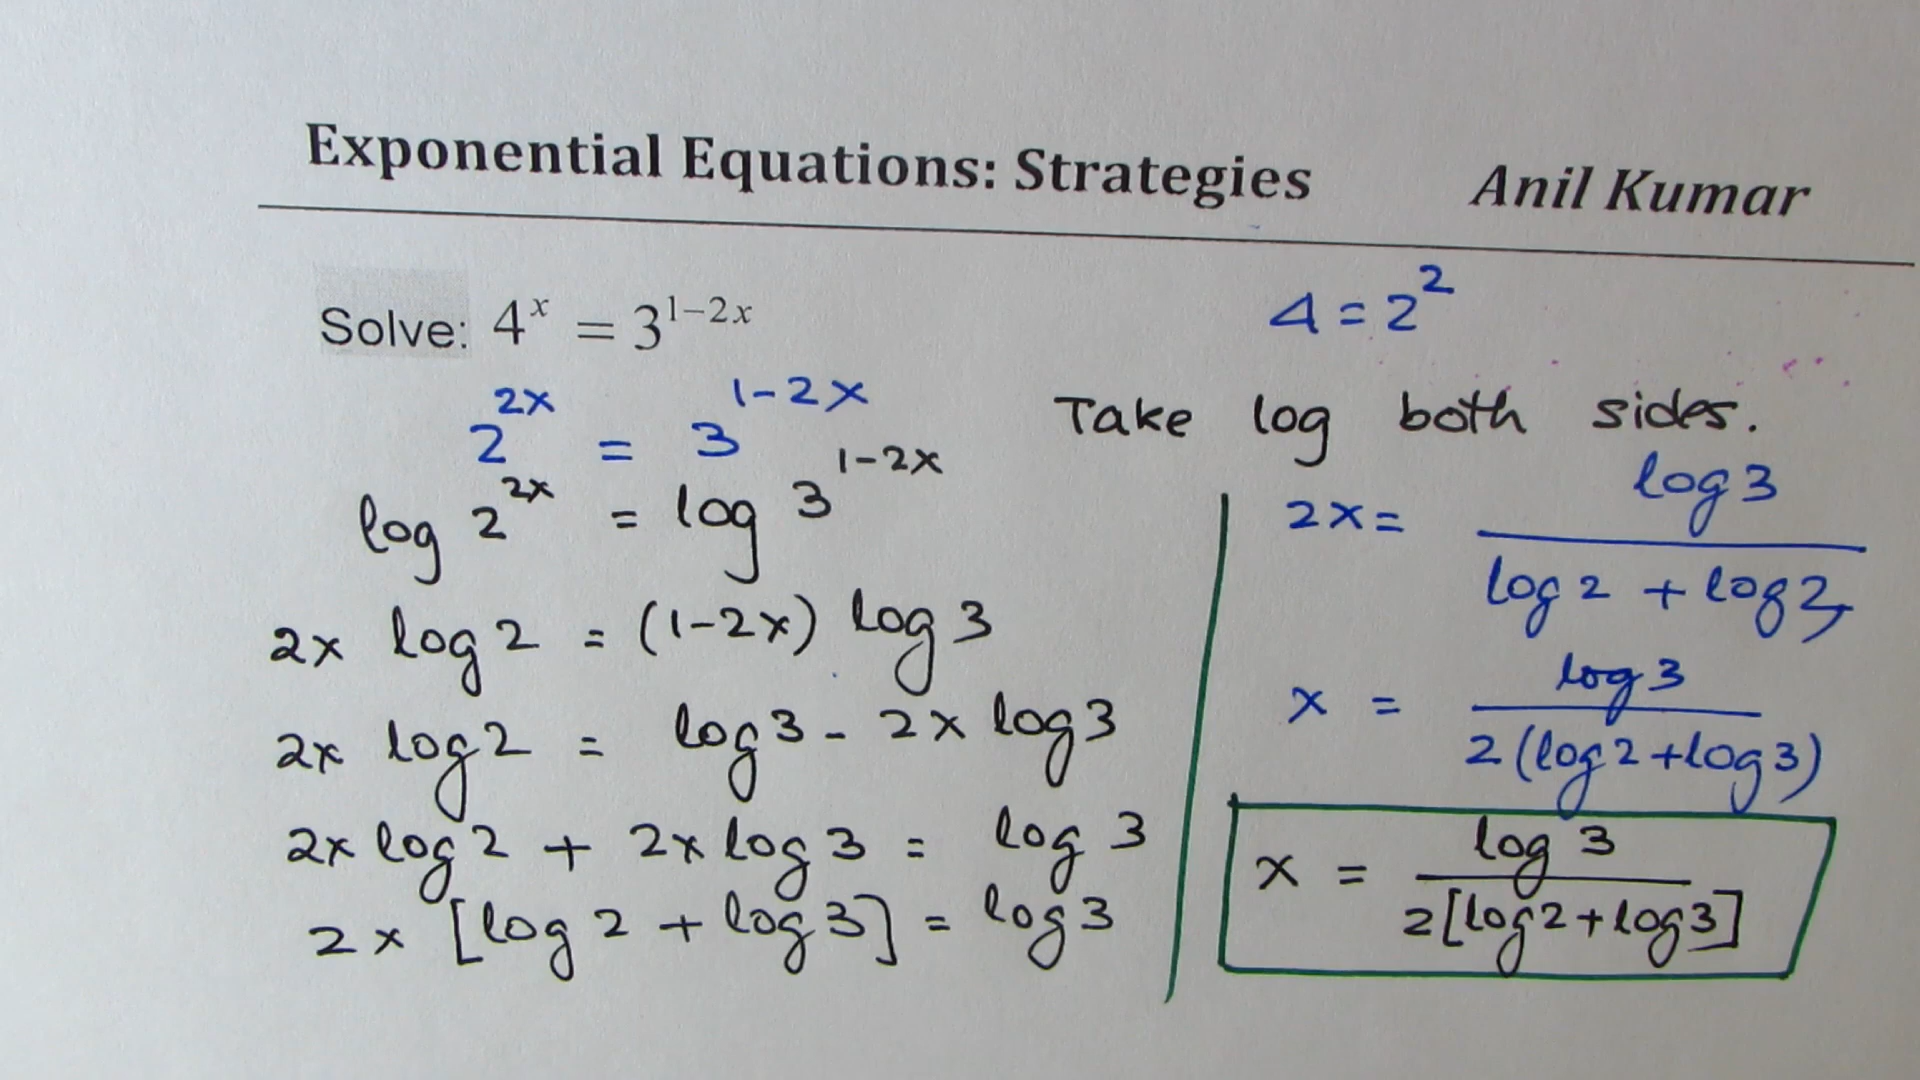 Exponential Equations: Strategies Anil Kumar
Solve: 4^x = 3^(1-2x)
4 = 2^2
2^(2x) = 3^(1-2x)
Take log both sides.
log 2^(2x) = log 3^(1-2x)
2x log 2 = (1-2x) log 3
2x log 2 = log 3 - 2x log 3
2x log 2 + 2x log 3 = log 3
2x [log 2 + log 3] = log 3
2x = log 3 / (log 2 + log 3)
x = log 3 / 2(log 2 + log 3)
x = log 3 / 2[log 2 + log 3]